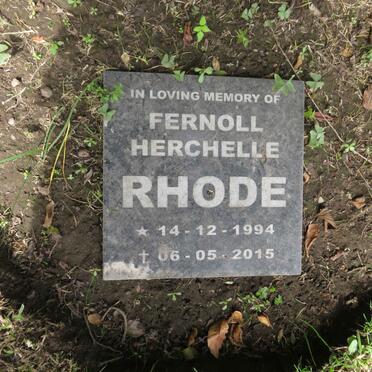 IN LOVING MEMORY OF
FERNOLL
HERCHELLE
RHODE
★ 14-12-1994
✝ 06-05-2015